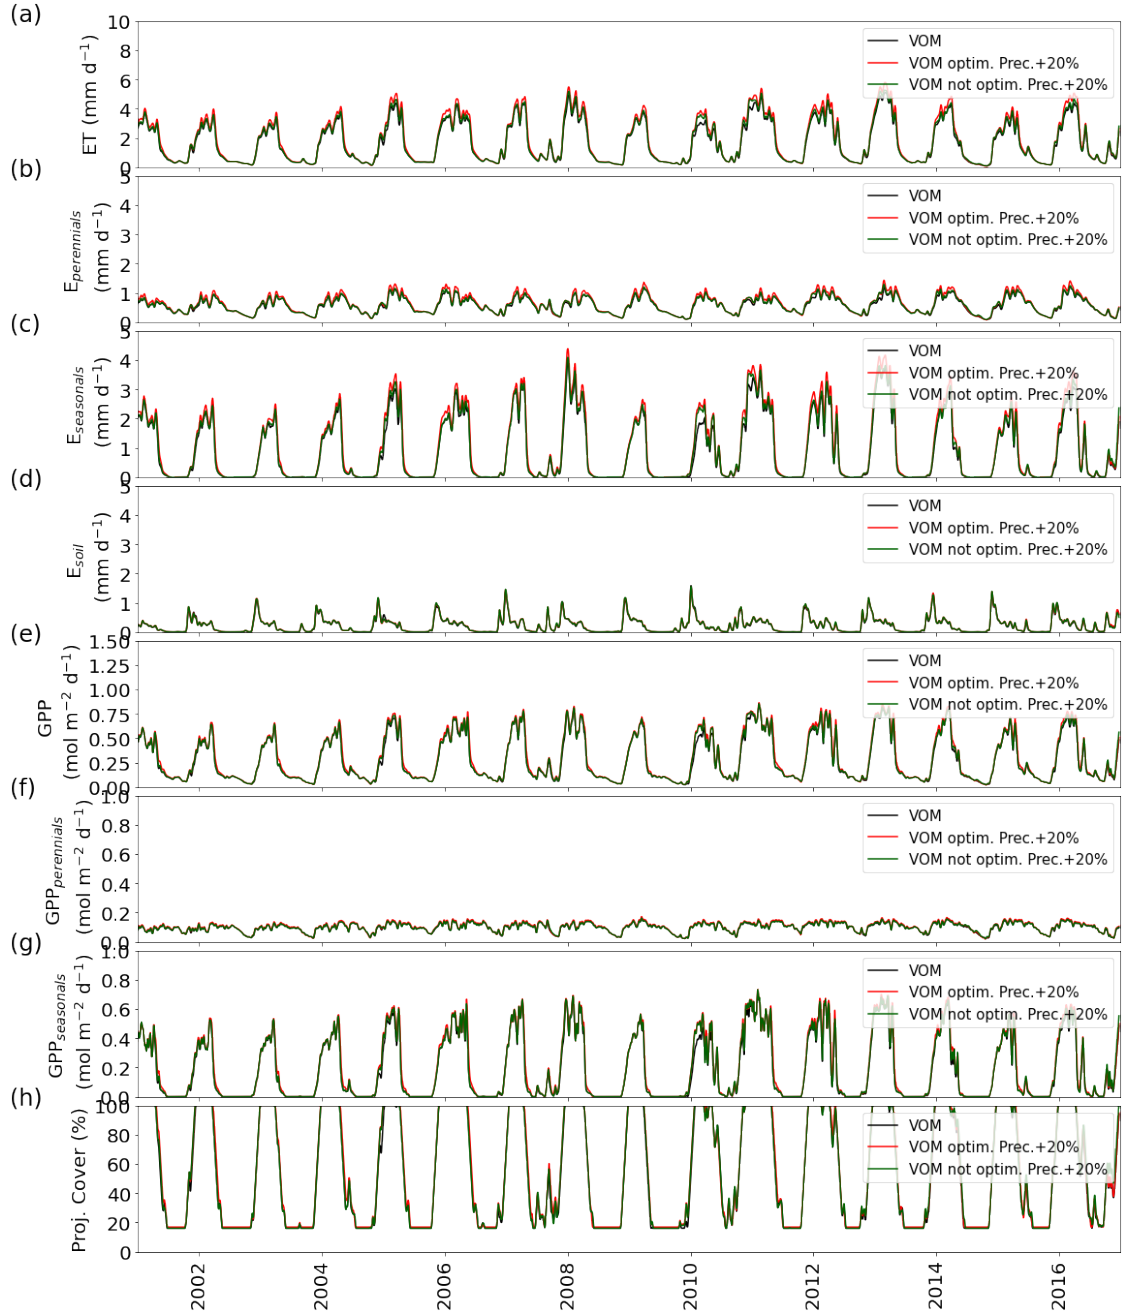 (a)
ET (mm d⁻¹)
10
8
6
4
2
0
VOM
VOM optim. Prec.+20%
VOM not optim. Prec.+20%
(b)
E_perennials
(mm d⁻¹)
5
4
3
2
1
0
VOM
VOM optim. Prec.+20%
VOM not optim. Prec.+20%
(c)
E_seasonals
(mm d⁻¹)
5
4
3
2
1
0
VOM
VOM optim. Prec.+20%
VOM not optim. Prec.+20%
(d)
E_soil
(mm d⁻¹)
5
4
3
2
1
0
VOM
VOM optim. Prec.+20%
VOM not optim. Prec.+20%
(e)
GPP
(mol m⁻² d⁻¹)
1.50
1.25
1.00
0.75
0.50
0.25
0.00
VOM
VOM optim. Prec.+20%
VOM not optim. Prec.+20%
(f)
GPP_perennials
(mol m⁻² d⁻¹)
1.0
0.8
0.6
0.4
0.2
0.0
VOM
VOM optim. Prec.+20%
VOM not optim. Prec.+20%
(g)
GPP_seasonals
(mol m⁻² d⁻¹)
1.0
0.8
0.6
0.4
0.2
0.0
VOM
VOM optim. Prec.+20%
VOM not optim. Prec.+20%
(h)
Proj. Cover (%)
100
80
60
40
20
0
VOM
VOM optim. Prec.+20%
VOM not optim. Prec.+20%
2002
2004
2006
2008
2010
2012
2014
2016